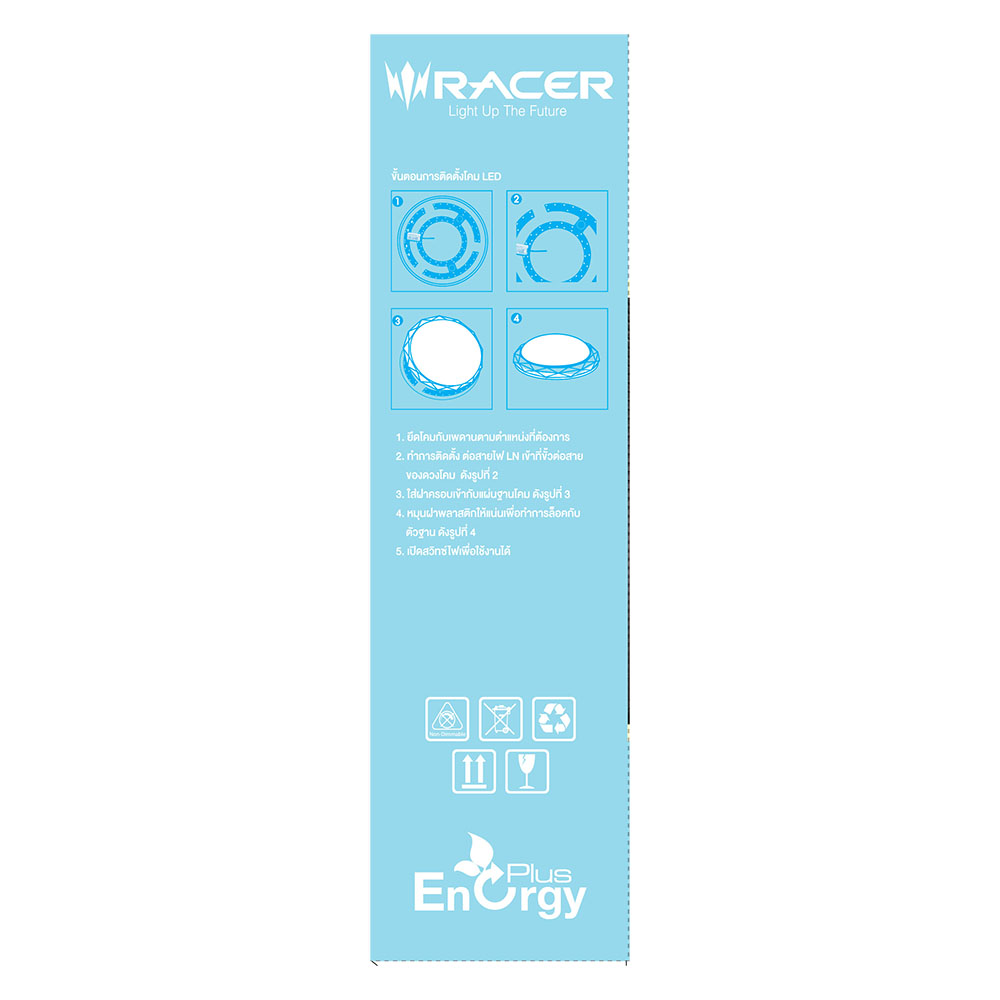 RACER
Light Up The Future
ขั้นตอนการติดตั้งโคม LED
1
2
3
4
1. ยึดโคมกับเพดานตามตำแหน่งที่ต้องการ
2. ทำการติดตั้ง ต่อสายไฟ LN เข้าที่ขั้วต่อสาย
ของดวงโคม ดังรูปที่ 2
3. ใส่ฝาครอบเข้ากับแผ่นฐานโคม ดังรูปที่ 3
4. หมุนฝาพลาสติกให้แน่นเพื่อทำการล็อคกับ
ตัวฐาน ดังรูปที่ 4
5. เปิดสวิทซ์ไฟเพื่อใช้งานได้
Non-Dimmable
Plus
Energy